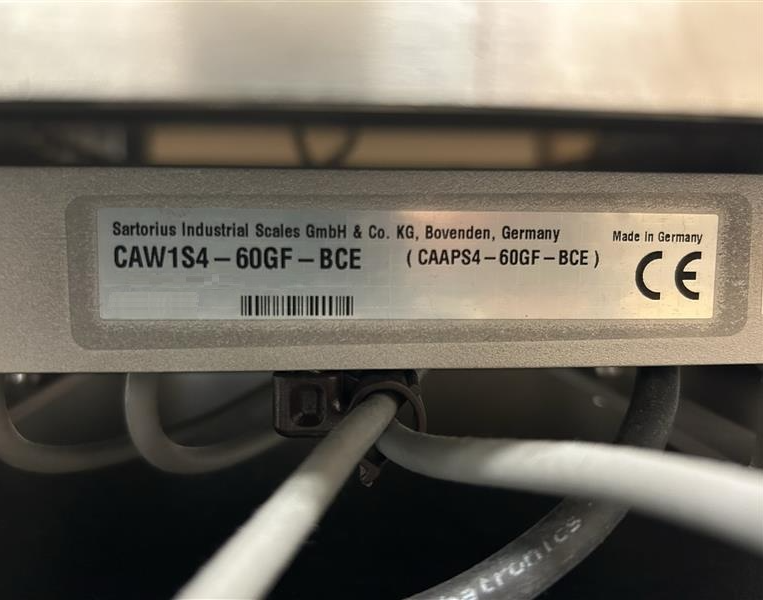 Sartorius Industrial Scales GmbH & Co. KG, Bovenden, Germany
Made in Germany
CAW1S4-60GF-BCE (CAAPS4-60GF-BCE)
CE